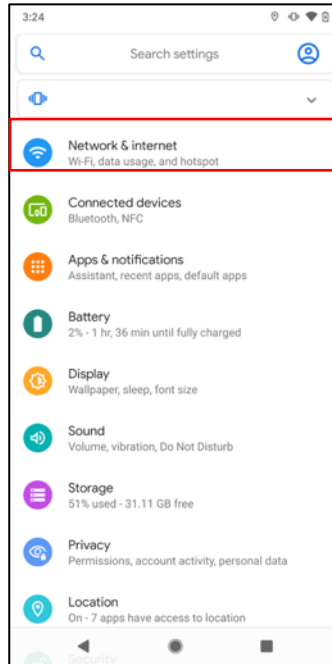 3:24
Search settings
Network & internet
Wi-Fi, data usage, and hotspot
Connected devices
Bluetooth, NFC
Apps & notifications
Assistant, recent apps, default apps
Battery
2% - 1 hr, 36 min until fully charged
Display
Wallpaper, sleep, font size
Sound
Volume, vibration, Do Not Disturb
Storage
51% used - 31.11 GB free
Privacy
Permissions, account activity, personal data
Location
On - 7 apps have access to location
Security